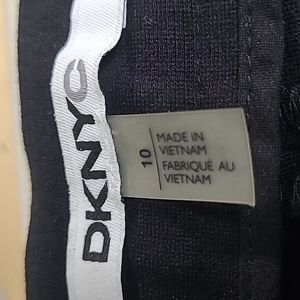 DKNYC
10
MADE IN
VIETNAM
FABRIQUÉ AU
VIETNAM